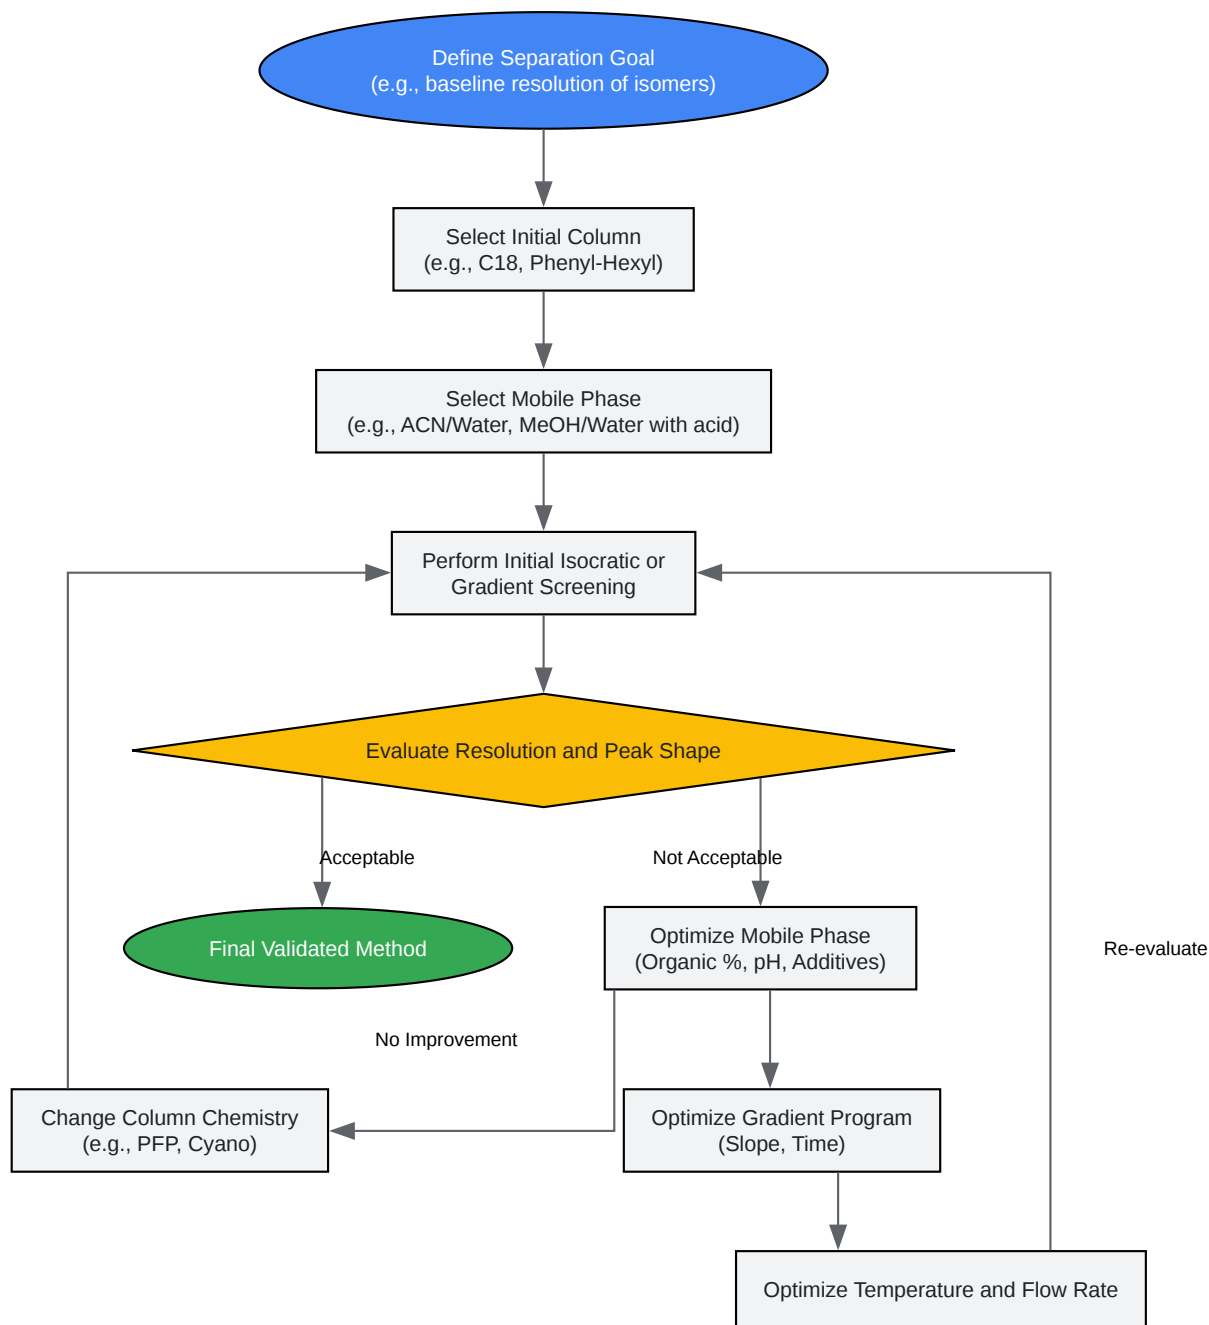 Define Separation Goal
(e.g., baseline resolution of isomers)
Select Initial Column
(e.g., C18, Phenyl-Hexyl)
Select Mobile Phase
(e.g., ACN/Water, MeOH/Water with acid)
Perform Initial Isocratic or
Gradient Screening
Evaluate Resolution and Peak Shape
Acceptable
Not Acceptable
Final Validated Method
Optimize Mobile Phase
(Organic %, pH, Additives)
Re-evaluate
No Improvement
Change Column Chemistry
(e.g., PFP, Cyano)
Optimize Gradient Program
(Slope, Time)
Optimize Temperature and Flow Rate